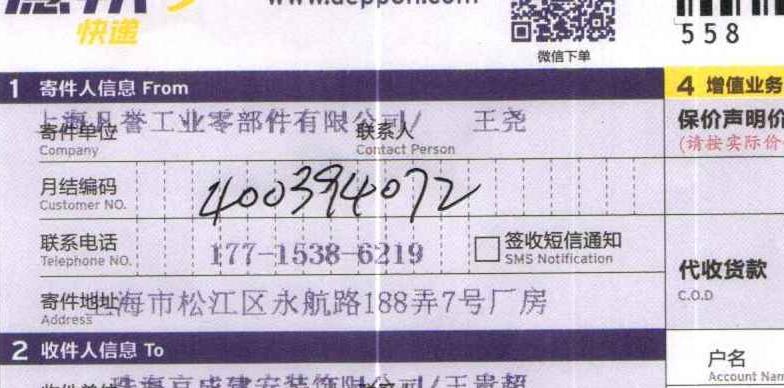 快递
www.deppon.com
微信下单
558
1 寄件人信息 From
上海凡誉工业零部件有限公司/ 王尧
寄件单位 联系人
Company Contact Person
月结编码 400394072
Customer NO.
联系电话 177-1538-6219 签收短信通知
Telephone NO. SMS Notification
寄件地址 上海市松江区永航路188弄7号厂房
Address
2 收件人信息 To
4 增值业务
保价声明价
(请按实际价
代收货款
C.O.D
户名
Account Nam